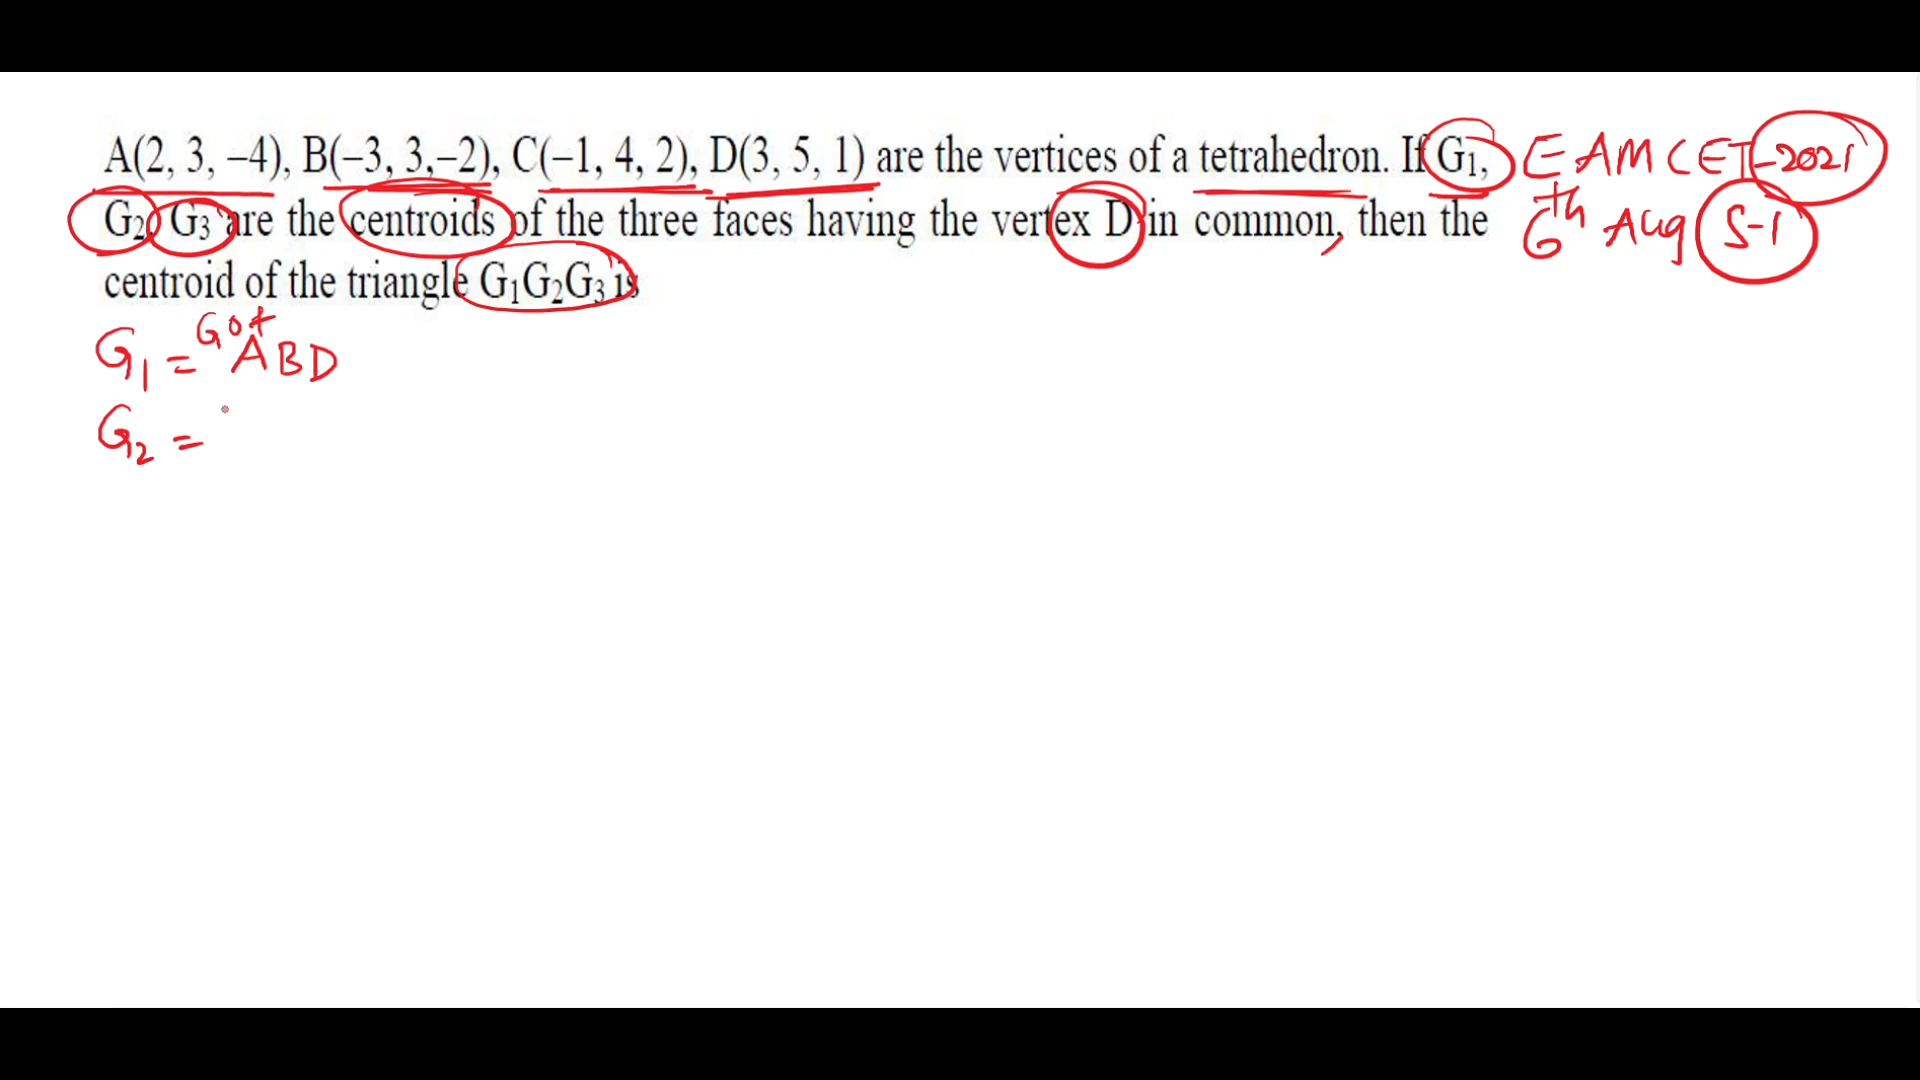 A(2, 3, –4), B(–3, 3,–2), C(–1, 4, 2), D(3, 5, 1) are the vertices of a tetrahedron. If G₁,
G₂, G₃ are the centroids of the three faces having the vertex D in common, then the
centroid of the triangle G₁G₂G₃ is
EAMCET-2021
6th Aug S-1
G₁ = G of ABD
G₂ =